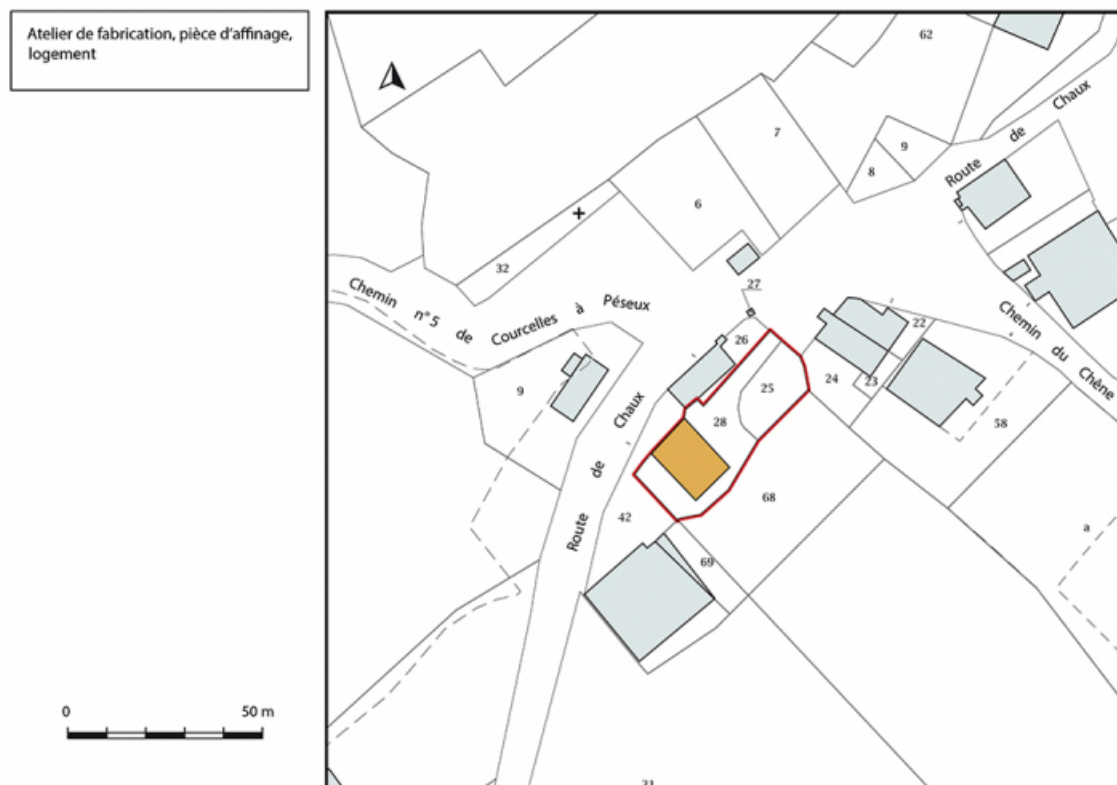 Atelier de fabrication, pièce d'affinage,
logement
62
7
9
8
6
32
Route de Chaux
27
Chemin n° 5 de Courcelles à Péseux
26
22
Chemin du Chêne
25
24
23
9
28
58
Route de Chaux
68
42
a
69
0 50 m